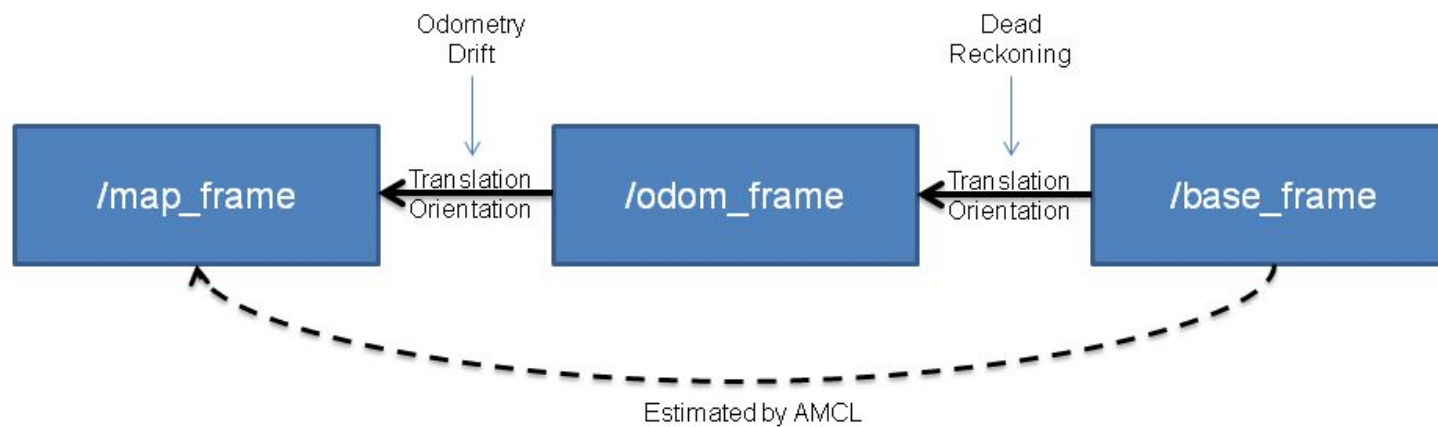 Odometry
Drift
Dead
Reckoning
/map_frame
Translation
Orientation
/odom_frame
Translation
Orientation
/base_frame
Estimated by AMCL